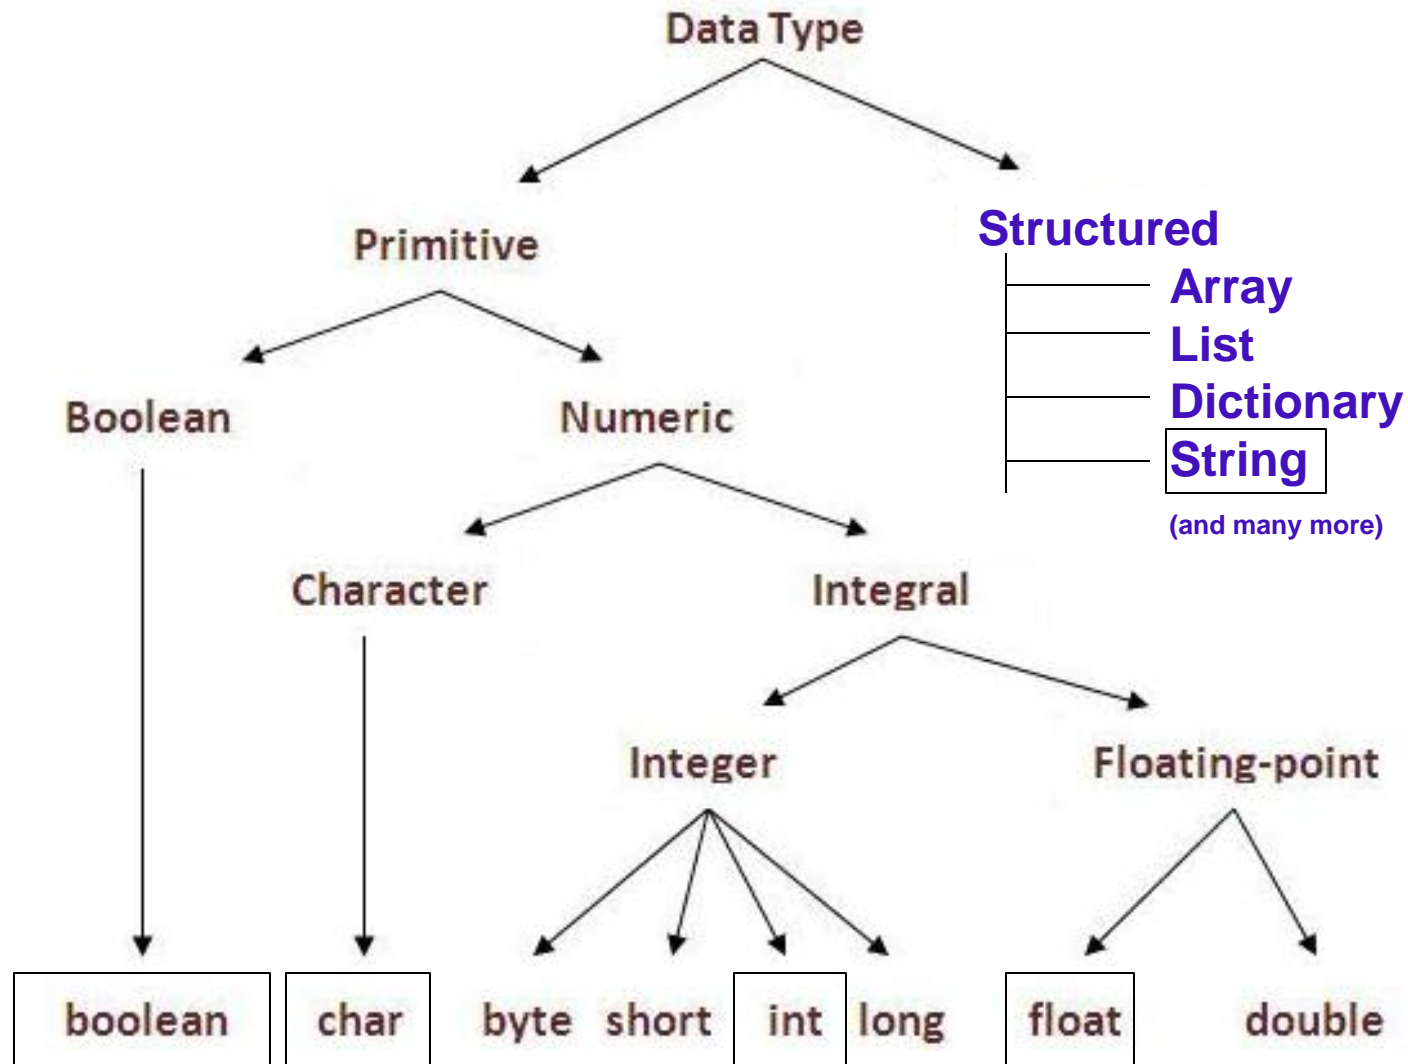 Data Type
Primitive
Structured
Array
List
Dictionary
String
(and many more)
Boolean
Numeric
Character
Integral
Integer
Floating-point
boolean
char
byte
short
int
long
float
double